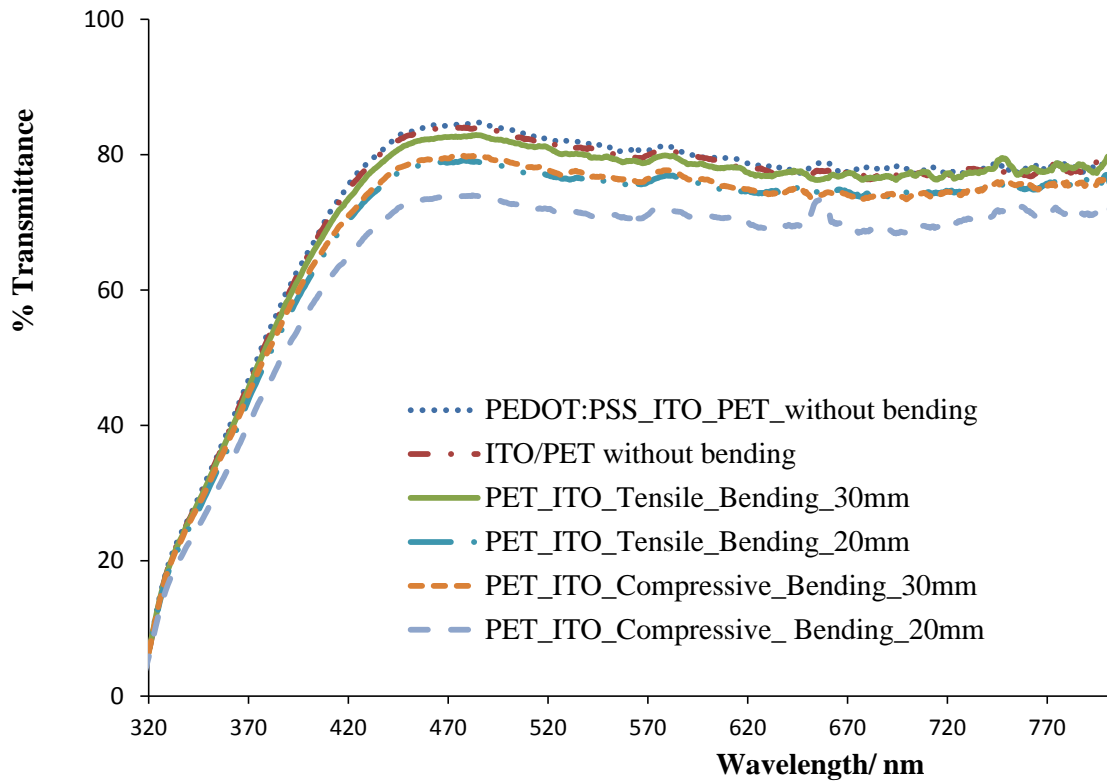 100
80
60
40
20
0
% Transmittance
PEDOT:PSS_ITO_PET_without bending
ITO/PET without bending
PET_ITO_Tensile_Bending_30mm
PET_ITO_Tensile_Bending_20mm
PET_ITO_Compressive_Bending_30mm
PET_ITO_Compressive_ Bending_20mm
320 370 420 470 520 570 620 670 720 770
Wavelength/ nm